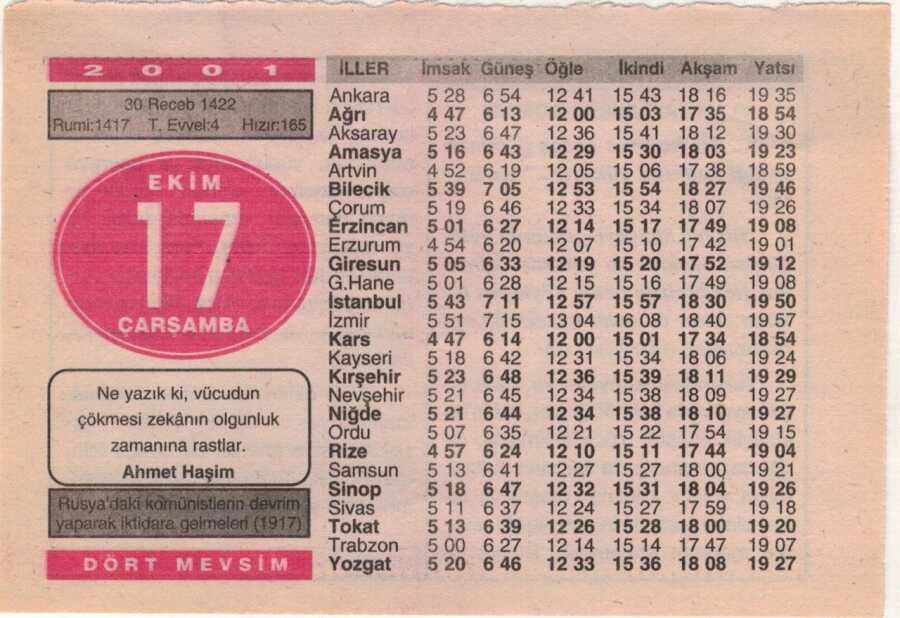 2 0 0 1
30 Receb 1422
Rumi:1417 T. Evvel:4 Hızır:165
EKİM
17
ÇARŞAMBA
Ne yazık ki, vücudun
çökmesi zekânın olgunluk
zamanına rastlar.
Ahmet Haşim
Rusya'daki komünistlerin devrim
yaparak iktidara gelmeleri (1917)
DÖRT MEVSİM
İLLER İmsak Güneş Öğle İkindi Akşam Yatsı
Ankara 5 28 6 54 12 41 15 43 18 16 19 35
Ağrı 4 47 6 13 12 00 15 03 17 35 18 54
Aksaray 5 23 6 47 12 36 15 41 18 12 19 30
Amasya 5 16 6 43 12 29 15 30 18 03 19 23
Artvin 4 52 6 19 12 05 15 06 17 38 18 59
Bilecik 5 39 7 05 12 53 15 54 18 27 19 46
Çorum 5 19 6 46 12 33 15 34 18 07 19 26
Erzincan 5 01 6 27 12 14 15 17 17 49 19 08
Erzurum 4 54 6 20 12 07 15 10 17 42 19 01
Giresun 5 05 6 33 12 19 15 20 17 52 19 12
G.Hane 5 01 6 28 12 15 15 16 17 49 19 08
İstanbul 5 43 7 11 12 57 15 57 18 30 19 50
İzmir 5 51 7 15 13 04 16 08 18 40 19 57
Kars 4 47 6 14 12 00 15 01 17 34 18 54
Kayseri 5 18 6 42 12 31 15 34 18 06 19 24
Kırşehir 5 23 6 48 12 36 15 39 18 11 19 29
Nevşehir 5 21 6 45 12 34 15 38 18 09 19 27
Niğde 5 21 6 44 12 34 15 38 18 10 19 27
Ordu 5 07 6 35 12 21 15 22 17 54 19 15
Rize 4 57 6 24 12 10 15 11 17 44 19 04
Samsun 5 13 6 41 12 27 15 27 18 00 19 21
Sinop 5 18 6 47 12 32 15 31 18 04 19 26
Sivas 5 11 6 37 12 24 15 27 17 59 19 18
Tokat 5 13 6 39 12 26 15 28 18 00 19 20
Trabzon 5 00 6 27 12 14 15 14 17 47 19 07
Yozgat 5 20 6 46 12 33 15 36 18 08 19 27